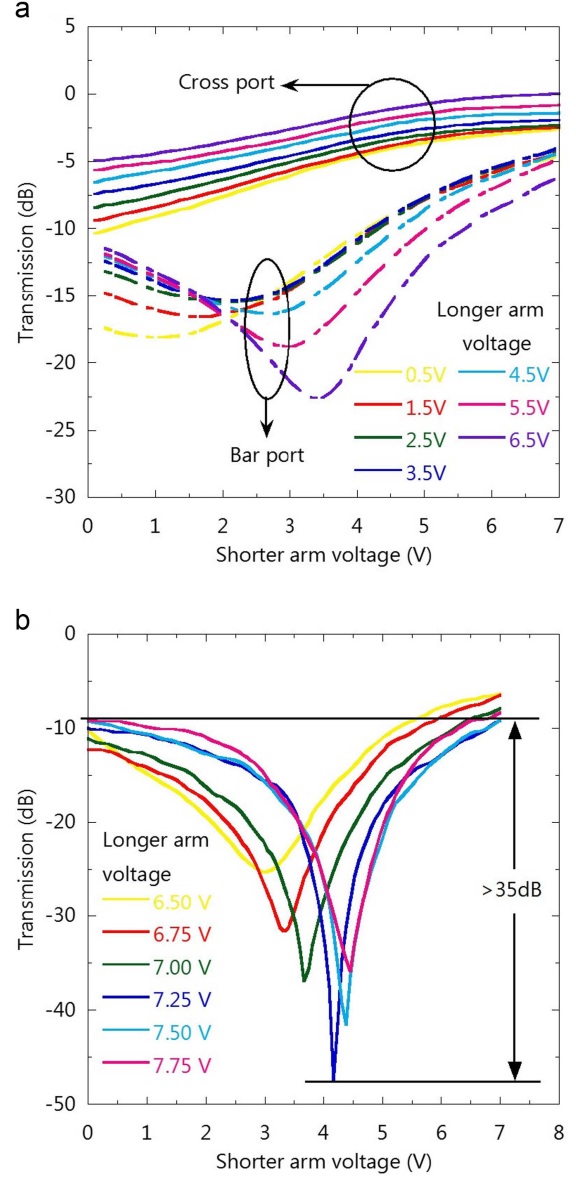 a
5
0
-5
-10
-15
-20
-25
-30
Transmission (dB)
Cross port
Bar port
Longer arm
voltage
0.5V
4.5V
1.5V
5.5V
2.5V
6.5V
3.5V
0 1 2 3 4 5 6 7
Shorter arm voltage (V)
b
0
-10
-20
-30
-40
-50
Transmission (dB)
>35dB
Longer arm
voltage
6.50 V
6.75 V
7.00 V
7.25 V
7.50 V
7.75 V
0 1 2 3 4 5 6 7 8
Shorter arm voltage (V)